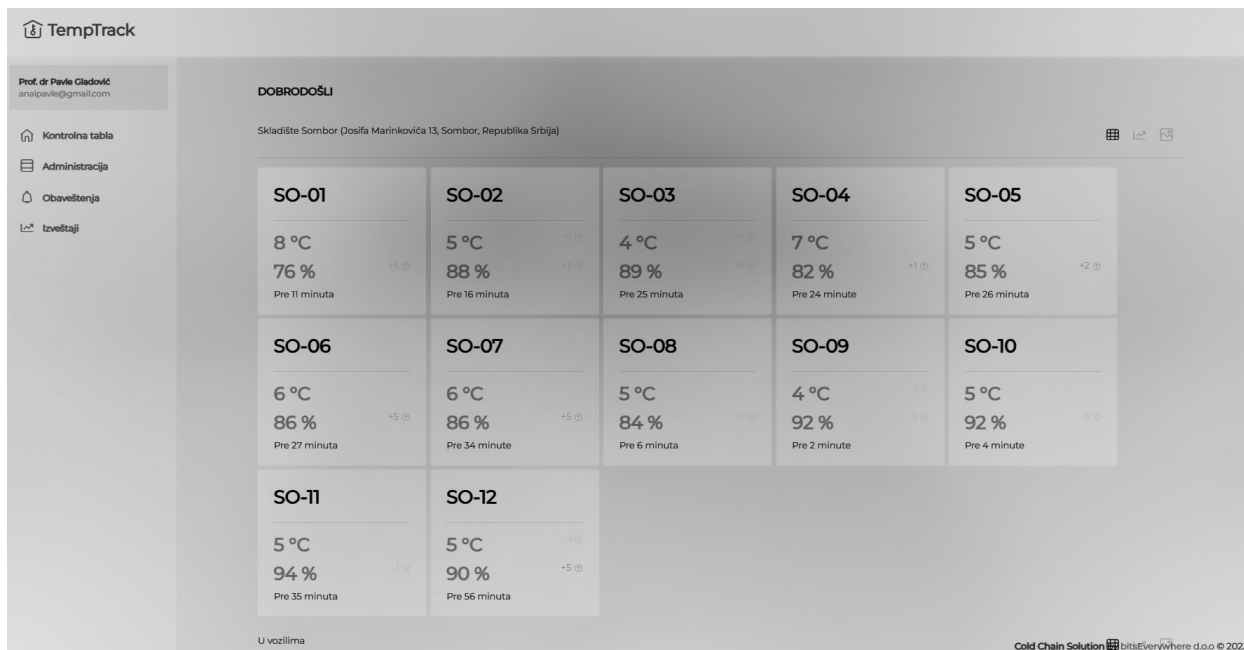 TempTrack
Prof. dr Pavle Gladović
anaipavle@gmail.com
Kontrolna tabla
Administracija
Obaveštenja
Izveštaji
DOBRODOŠLI
Skladište Sombor (Josifa Marinkovića 13, Sombor, Republika Srbija)
SO-01
8 °C
76 % +5
Pre 11 minuta
SO-02
5 °C +1
88 %
Pre 16 minuta
SO-03
4 °C
89 %
Pre 25 minuta
SO-04
7 °C
82 % +1
Pre 24 minute
SO-05
5 °C
85 % +2
Pre 26 minuta
SO-06
6 °C
86 % +5
Pre 27 minuta
SO-07
6 °C
86 % +5
Pre 34 minute
SO-08
5 °C
84 % -5
Pre 6 minuta
SO-09
4 °C
92 % -5
Pre 2 minute
SO-10
5 °C
92 % -5
Pre 4 minute
SO-11
5 °C
94 % -1
Pre 35 minuta
SO-12
5 °C -1
90 % +5
Pre 56 minuta
U vozilima
Cold Chain Solution bitsEverywhere d.o.o ©